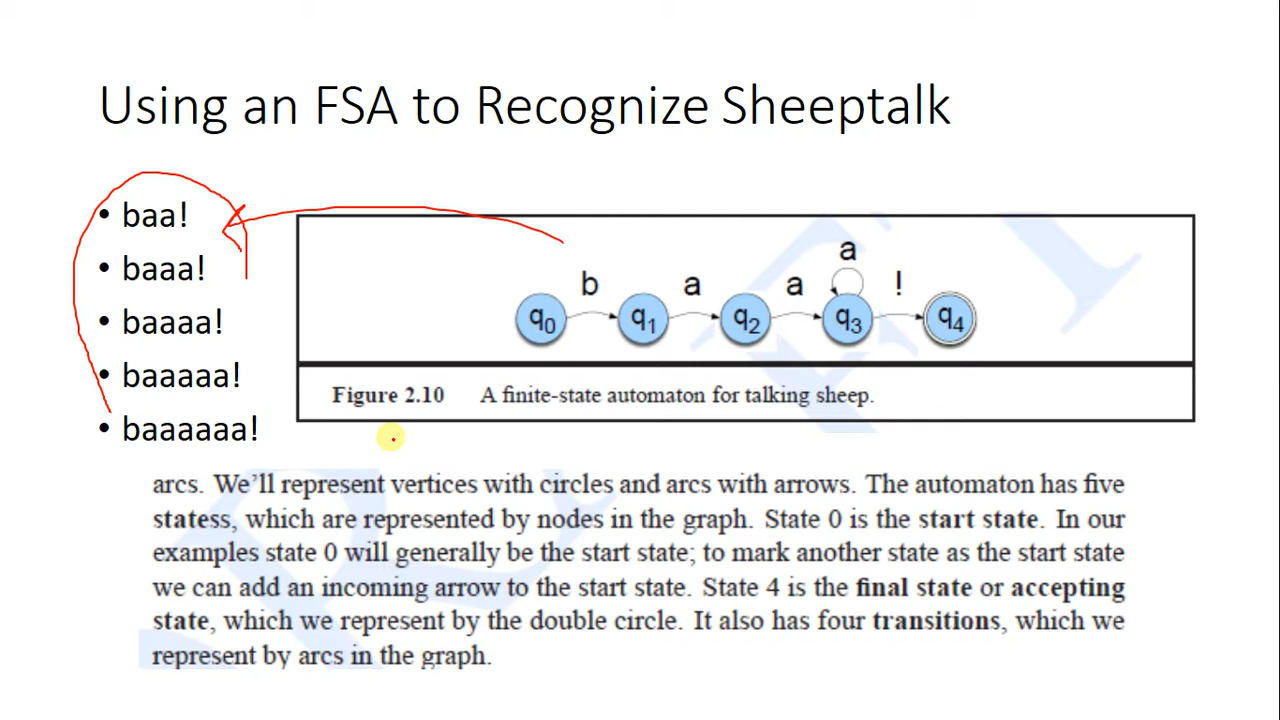 Using an FSA to Recognize Sheeptalk
• baa!
• baaa!
• baaaa!
• baaaaa!
• baaaaaa!
a
b a a !
q0 q1 q2 q3 q4
Figure 2.10 A finite-state automaton for talking sheep.
arcs. We'll represent vertices with circles and arcs with arrows. The automaton has five
statess, which are represented by nodes in the graph. State 0 is the start state. In our
examples state 0 will generally be the start state; to mark another state as the start state
we can add an incoming arrow to the start state. State 4 is the final state or accepting
state, which we represent by the double circle. It also has four transitions, which we
represent by arcs in the graph.